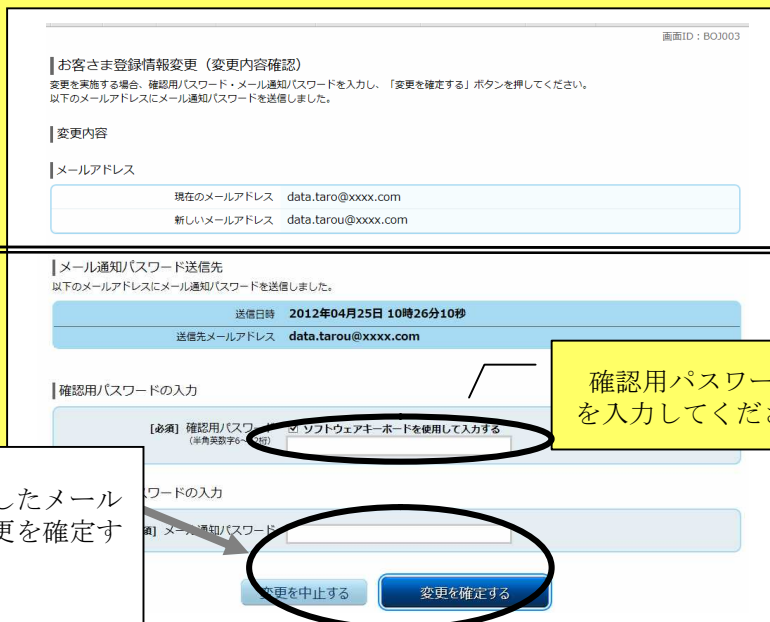 画面ID：BOJ003
お客さま登録情報変更（変更内容確認）
変更を実施する場合、確認用パスワード・メール通知パスワードを入力し、「変更を確定する」ボタンを押してください。
以下のメールアドレスにメール通知パスワードを送信しました。
変更内容
メールアドレス
現在のメールアドレス data.taro@xxxx.com
新しいメールアドレス data.tarou@xxxx.com
メール通知パスワード送信先
以下のメールアドレスにメール通知パスワードを送信しました。
送信日時 2012年04月25日 10時26分10秒
送信先メールアドレス data.tarou@xxxx.com
確認用パスワー
を入力してくださ
確認用パスワードの入力
[必須] 確認用パスワード ソフトウェアキーボードを使用して入力する
（半角英数字6～12桁）
したメール
更を確定す
スワードの入力
須] メール通知パスワード
変更を中止する 変更を確定する